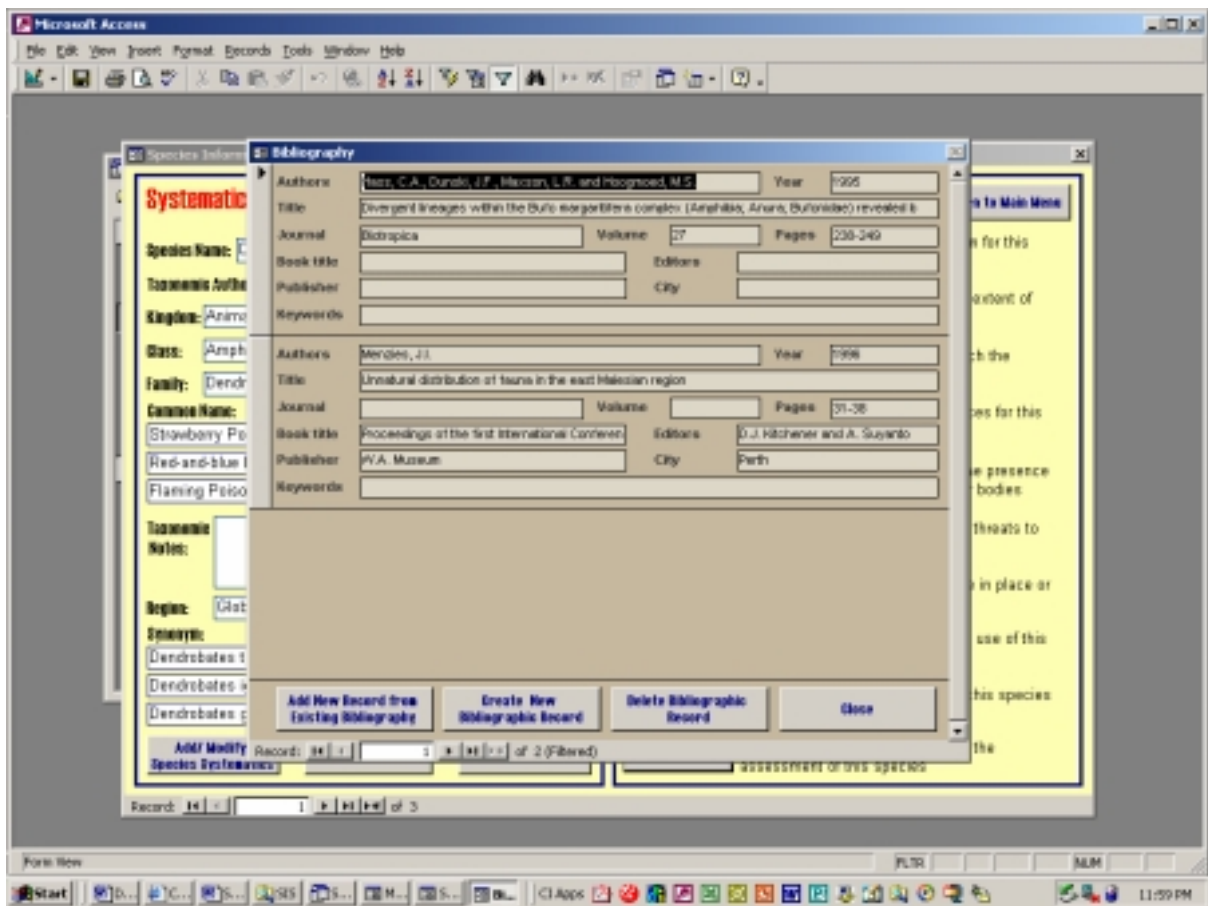 Microsoft Access
File Edit View Insert Format Records Tools Window Help
Species Inform
Bibliography
Systematic
n to Main Menu
Species Name: D
Taxonomic Autho
Kingdom: Anima
Class: Amph
Family: Dendr
Common Name:
Strawberry Po
Red-and-blue
Flaming Poiso
Taxonomic
Notes:
Region: Glob
Synonym:
Dendrobates t
Dendrobates
Dendrobates p
Add/ Modify
Species Systematics
Authors Hass, C.A., Dunski, J.F., Maxson, L.R. and Hoogmoed, M.S. Year 1995
Title Divergent lineages within the Bufo margaritifera complex (Amphibia; Anura; Bufonidae) revealed b
Journal Biotropica Volume 27 Pages 238-249
Book title Editors
Publisher City
Keywords
Authors Menzies, J.I. Year 1996
Title Unnatural distribution of fauna in the east Malesian region
Journal Volume Pages 31-38
Book title Proceedings of the first International Conferen Editors D.J. Kitchener and A. Suyanto
Publisher W.A. Museum City Perth
Keywords
Add New Record from
Existing Bibliography
Create New
Bibliographic Record
Delete Bibliographic
Record
Close
Record: 1 of 2 (Filtered)
n for this
extent of
ch the
ces for this
e presence
bodies
threats to
in place or
use of this
his species
the
assessment of this species
Record: 1 of 3
Form View FLTR NUM
Start D... C... S... SIS S... M... S... Bi... CI Apps 11:59 PM